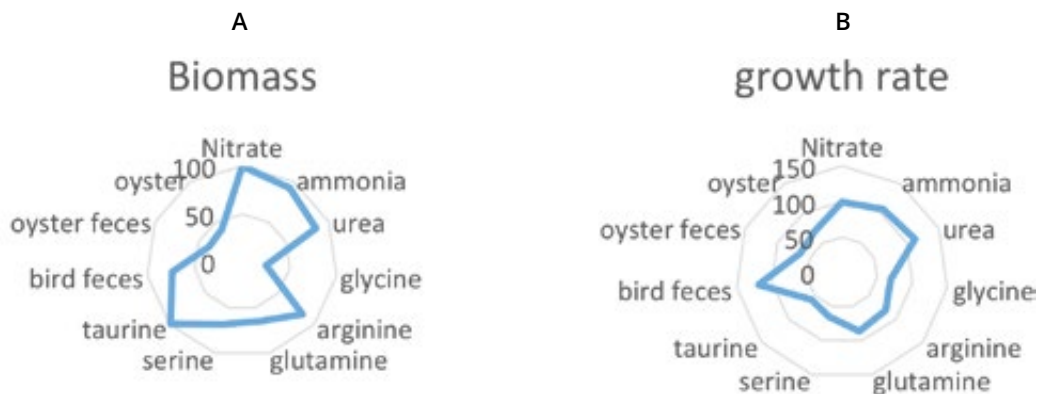 A
Biomass
Nitrate
100
ammonia
oyster
50
urea
oyster feces
0
glycine
bird feces
arginine
taurine
glutamine
serine
B
growth rate
Nitrate
150
ammonia
oyster
100
urea
oyster feces
50
0
glycine
bird feces
arginine
taurine
glutamine
serine